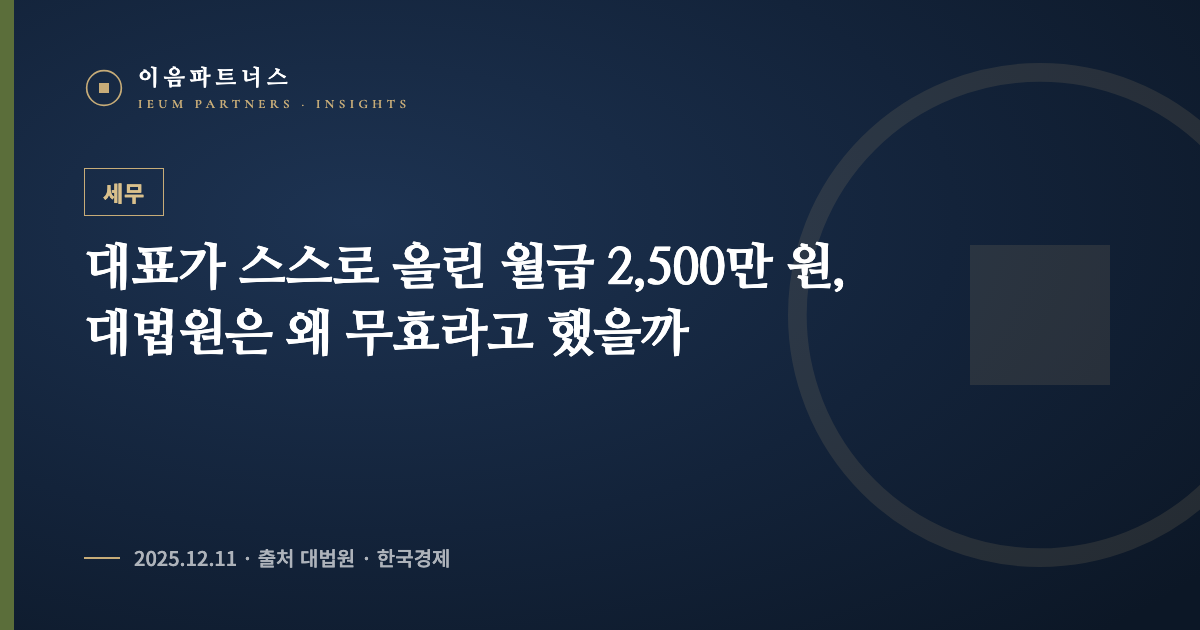 이음파트너스
IEUM PARTNERS · INSIGHTS
세무
대표가 스스로 올린 월급 2,500만 원,
대법원은 왜 무효라고 했을까
2025.12.11 · 출처 대법원 · 한국경제